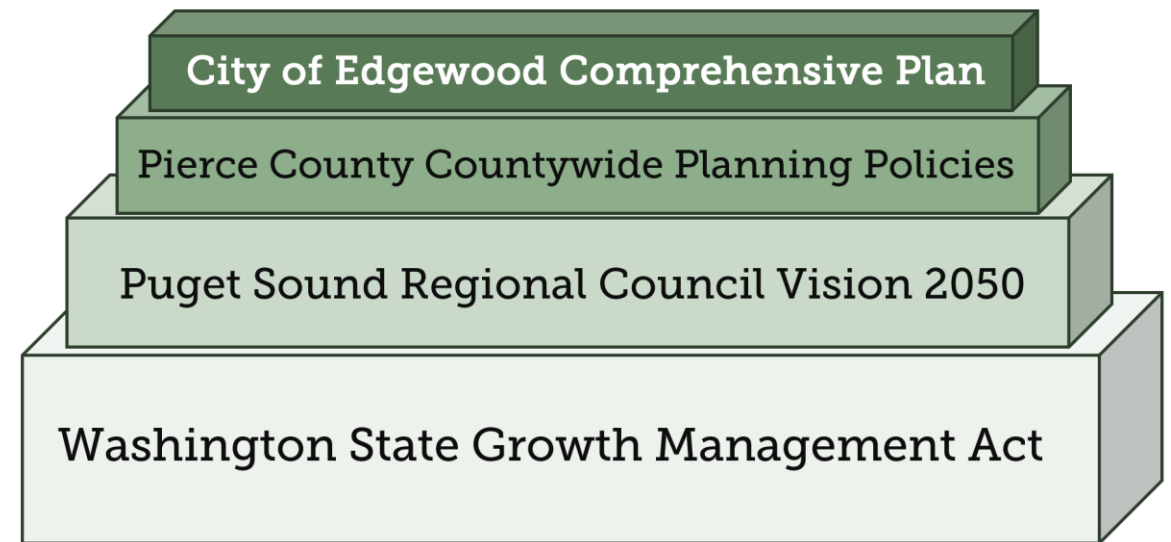 City of Edgewood Comprehensive Plan
Pierce County Countywide Planning Policies
Puget Sound Regional Council Vision 2050
Washington State Growth Management Act